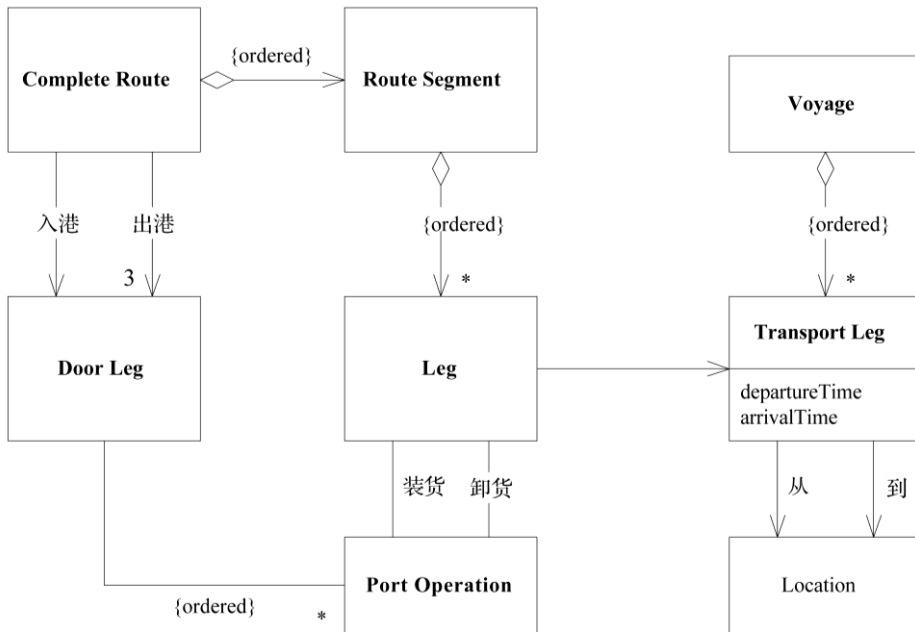 {ordered}
Complete Route
Route Segment
Voyage
入港
出港
{ordered}
{ordered}
3
*
*
Door Leg
Leg
Transport Leg
departureTime
arrivalTime
装货
卸货
从
到
Port Operation
Location
{ordered}
*